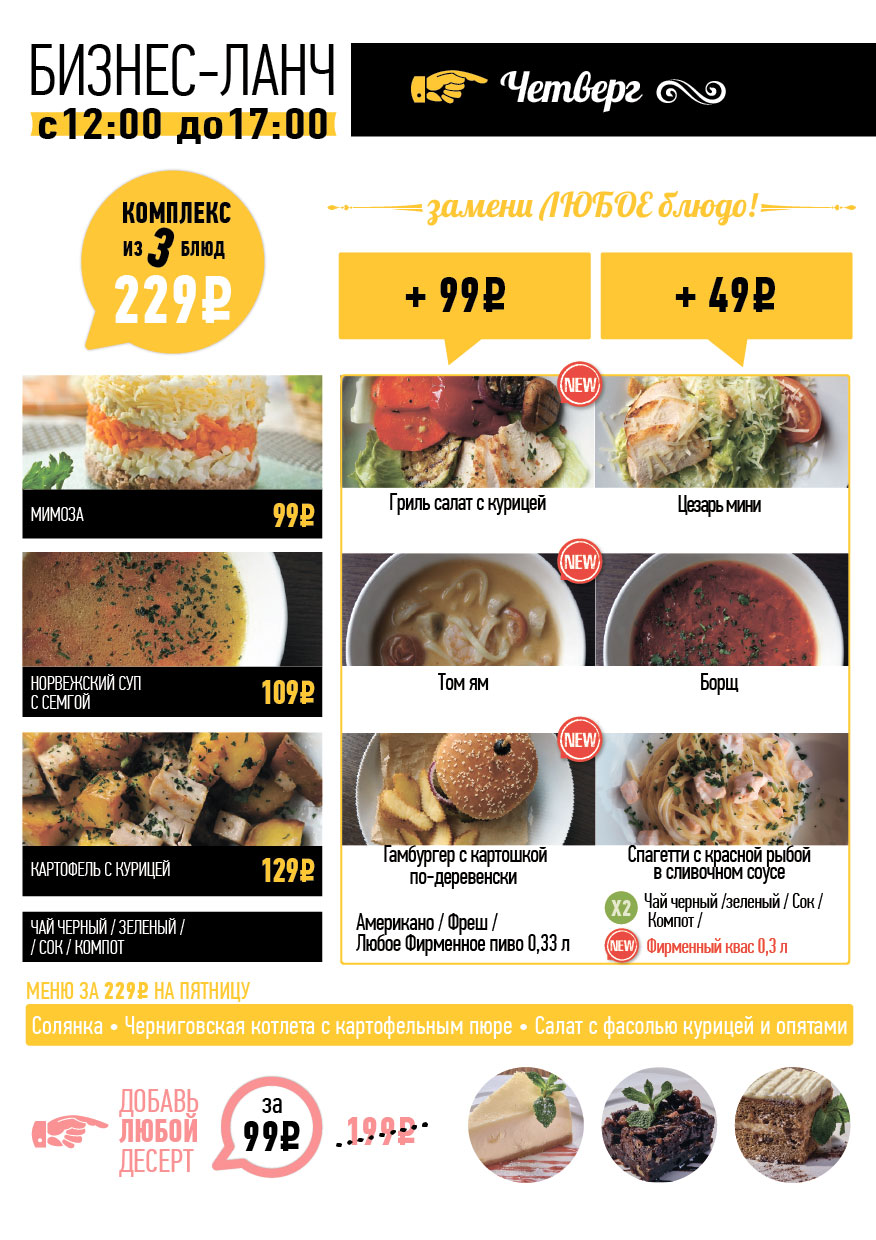 БИЗНЕС-ЛАНЧ
с 12:00 до 17:00
Четверг
КОМПЛЕКС
ИЗ 3 БЛЮД
229₽
замени ЛЮБОЕ блюдо!
+ 99₽
+ 49₽
МИМОЗА 99₽
NEW
Гриль салат с курицей
Цезарь мини
НОРВЕЖСКИЙ СУП
С СЕМГОЙ
109₽
NEW
Том ям
Борщ
КАРТОФЕЛЬ С КУРИЦЕЙ 129₽
NEW
Гамбургер с картошкой
по-деревенски
Спагетти с красной рыбой
в сливочном соусе
ЧАЙ ЧЕРНЫЙ / ЗЕЛЕНЫЙ /
/ СОК / КОМПОТ
Американо / Фреш /
Любое Фирменное пиво 0,33 л
X2
Чай черный /зеленый / Сок /
Компот /
NEW
Фирменный квас 0,3 л
МЕНЮ ЗА 229₽ НА ПЯТНИЦУ
Солянка • Черниговская котлета с картофельным пюре • Салат с фасолью курицей и опятами
ДОБАВЬ
ЛЮБОЙ
ДЕСЕРТ
за
99₽
199₽